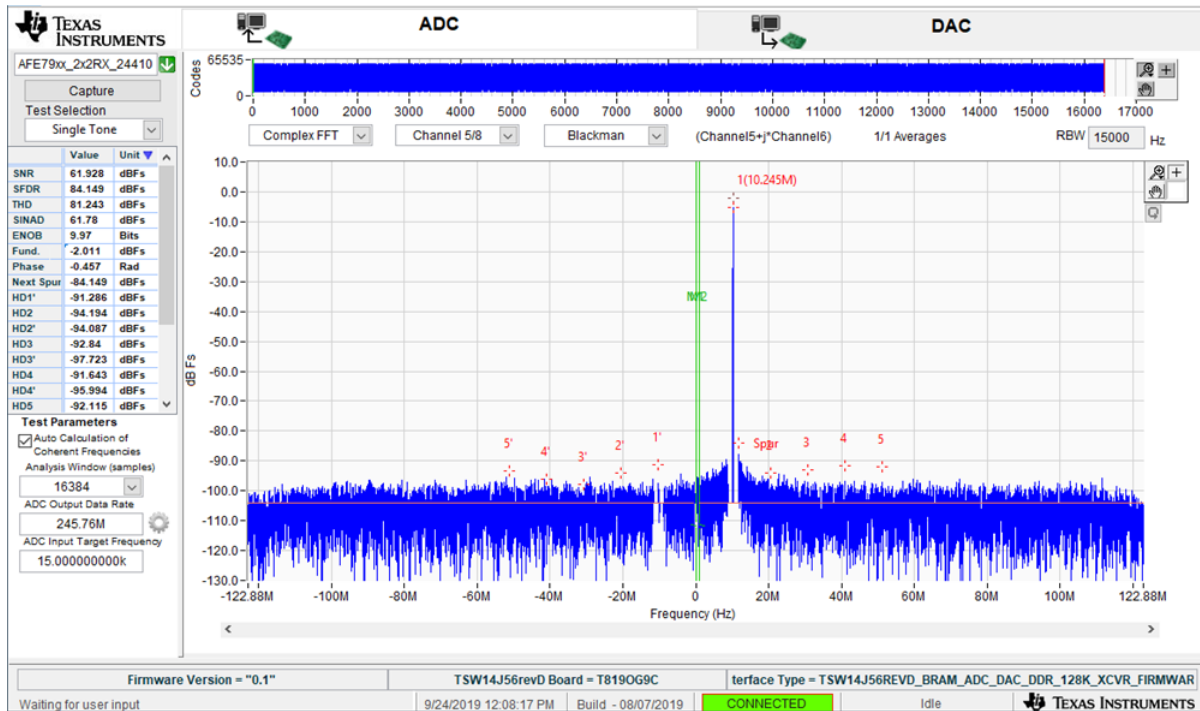 TEXAS INSTRUMENTS
ADC
DAC
AFE79xx_2x2RX_24410
Capture
Test Selection
Single Tone
Codes
65535
0
0 1000 2000 3000 4000 5000 6000 7000 8000 9000 10000 11000 12000 13000 14000 15000 16000 17000
Complex FFT
Channel 5/8
Blackman
(Channel5+j*Channel6)
1/1 Averages
RBW 15000 Hz
Value Unit
SNR 61.928 dBFs
SFDR 84.149 dBFs
THD 81.243 dBFs
SINAD 61.78 dBFs
ENOB 9.97 Bits
Fund. -2.011 dBFs
Phase -0.457 Rad
Next Spur -84.149 dBFs
HD1' -91.286 dBFs
HD2 -94.194 dBFs
HD2' -94.087 dBFs
HD3 -92.84 dBFs
HD3' -97.723 dBFs
HD4 -91.643 dBFs
HD4' -95.994 dBFs
HD5 -92.115 dBFs
Test Parameters
Auto Calculation of
Coherent Frequencies
Analysis Window (samples)
16384
ADC Output Data Rate
245.76M
ADC Input Target Frequency
15.000000000k
dBFs
10.0
0.0
-10.0
-20.0
-30.0
-40.0
-50.0
-60.0
-70.0
-80.0
-90.0
-100.0
-110.0
-120.0
-130.0
1(10.245M)
5' 4' 3' 2' 1' Spur 3 4 5
-122.88M -100M -80M -60M -40M -20M 0 20M 40M 60M 80M 100M 122.88M
Frequency (Hz)
Firmware Version = "0.1"
TSW14J56revD Board = T819OG9C
terface Type = TSW14J56REVD_BRAM_ADC_DAC_DDR_128K_XCVR_FIRMWAR
Waiting for user input
9/24/2019 12:08:17 PM
Build - 08/07/2019
CONNECTED
Idle
TEXAS INSTRUMENTS